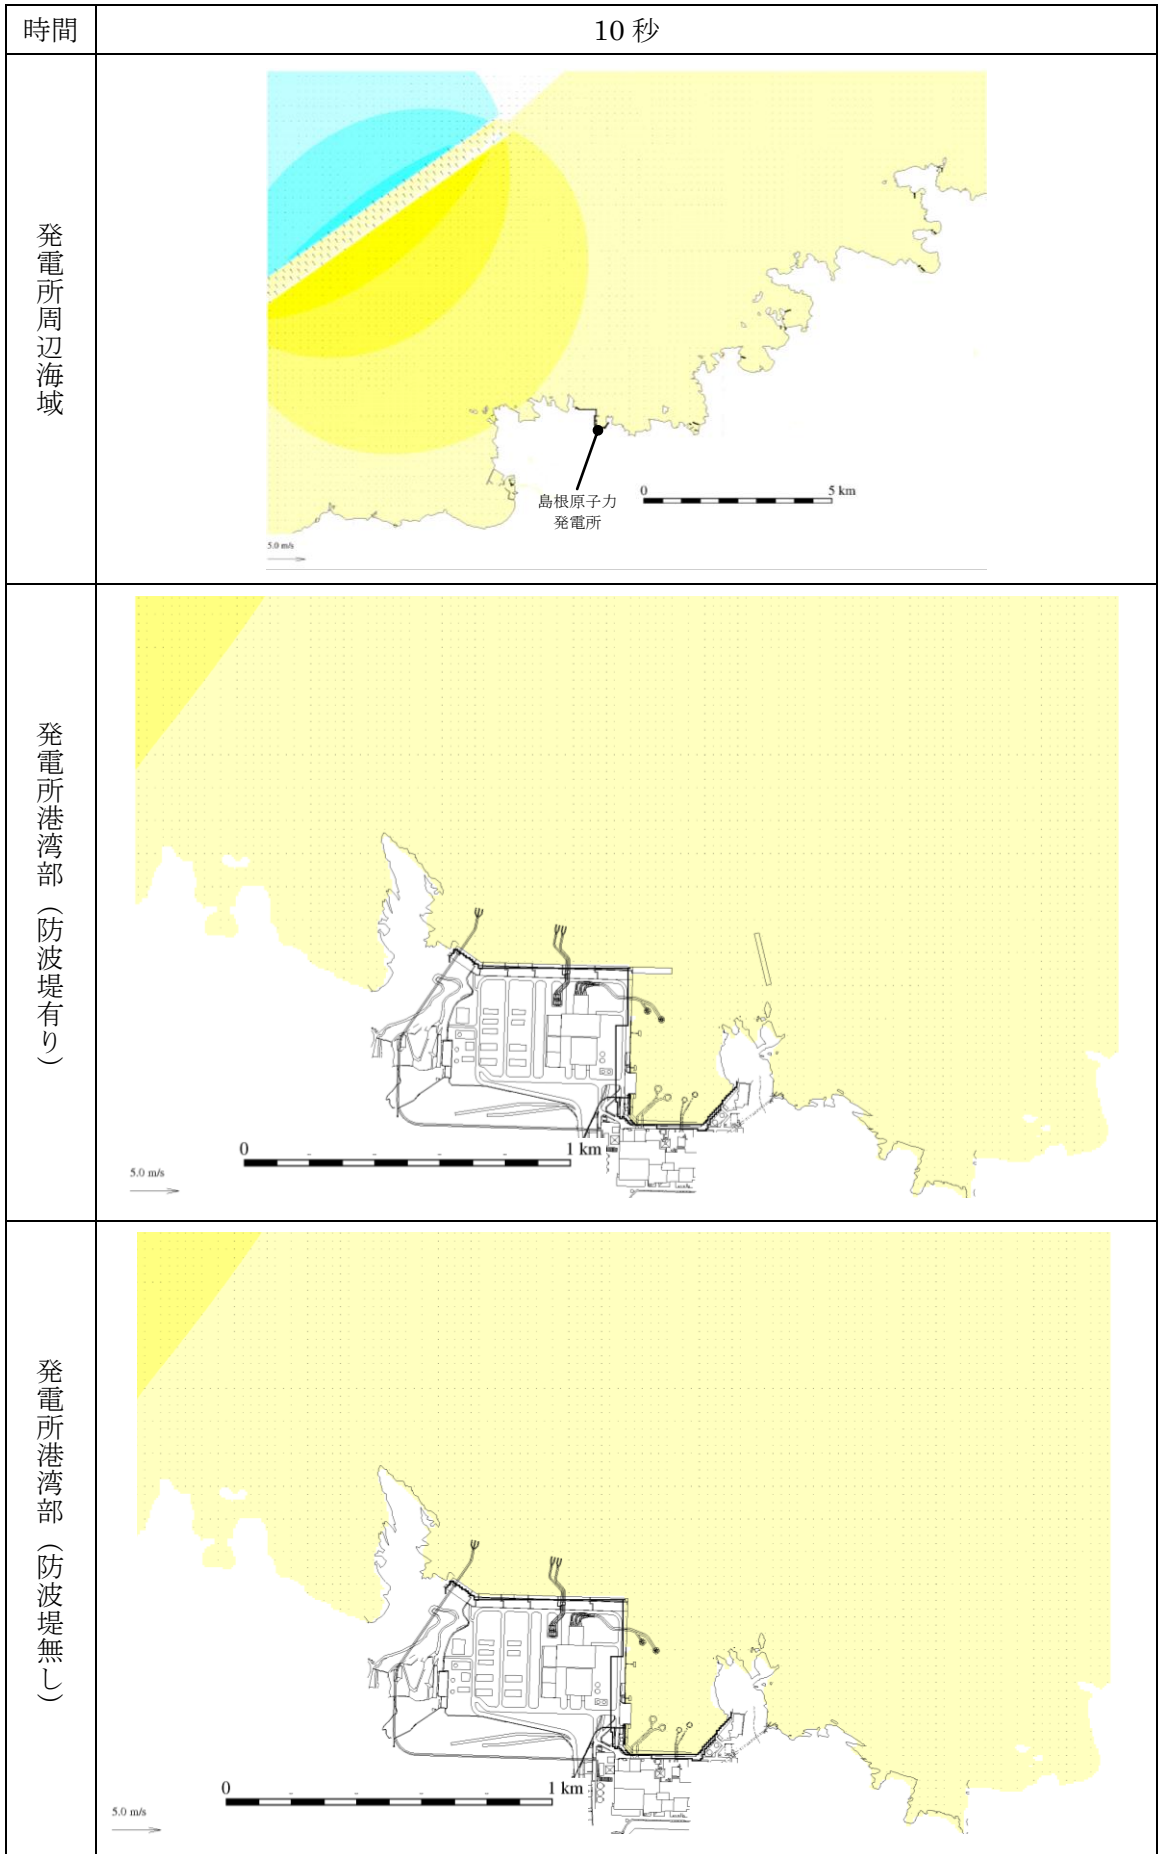 時間
10 秒
発電所周辺海域
島根原子力
発電所
0
5 km
5.0 m/s
発電所港湾部（防波堤有り）
0
1 km
5.0 m/s
発電所港湾部（防波堤無し）
0
1 km
5.0 m/s